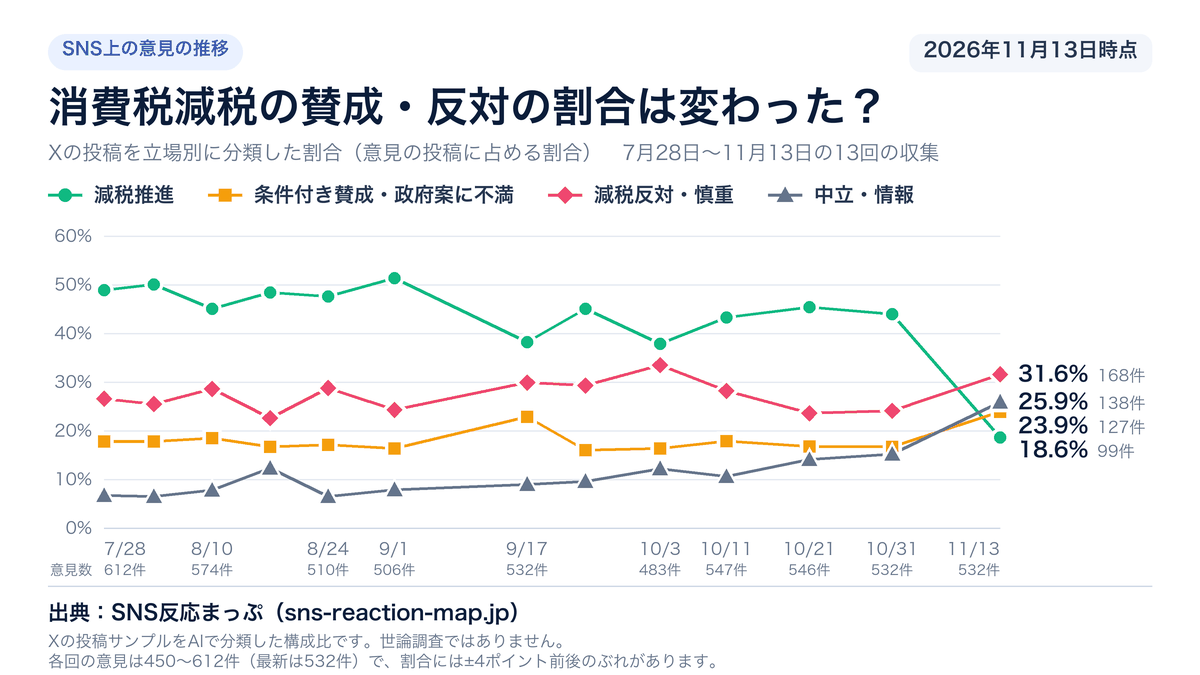 SNS上の意見の推移
2026年11月13日時点
消費税減税の賛成・反対の割合は変わった？
Xの投稿を立場別に分類した割合（意見の投稿に占める割合）　7月28日〜11月13日の13回の収集
減税推進　条件付き賛成・政府案に不満　減税反対・慎重　中立・情報
60%
50%
40%
30%
20%
10%
0%
31.6% 168件
25.9% 138件
23.9% 127件
18.6% 99件
7/28 8/10 8/24 9/1 9/17 10/3 10/11 10/21 10/31 11/13
意見数 612件 574件 510件 506件 532件 483件 547件 546件 532件 532件
出典：SNS反応まっぷ（sns-reaction-map.jp）
Xの投稿サンプルをAIで分類した構成比です。世論調査ではありません。
各回の意見は450〜612件（最新は532件）で、割合には±4ポイント前後のぶれがあります。